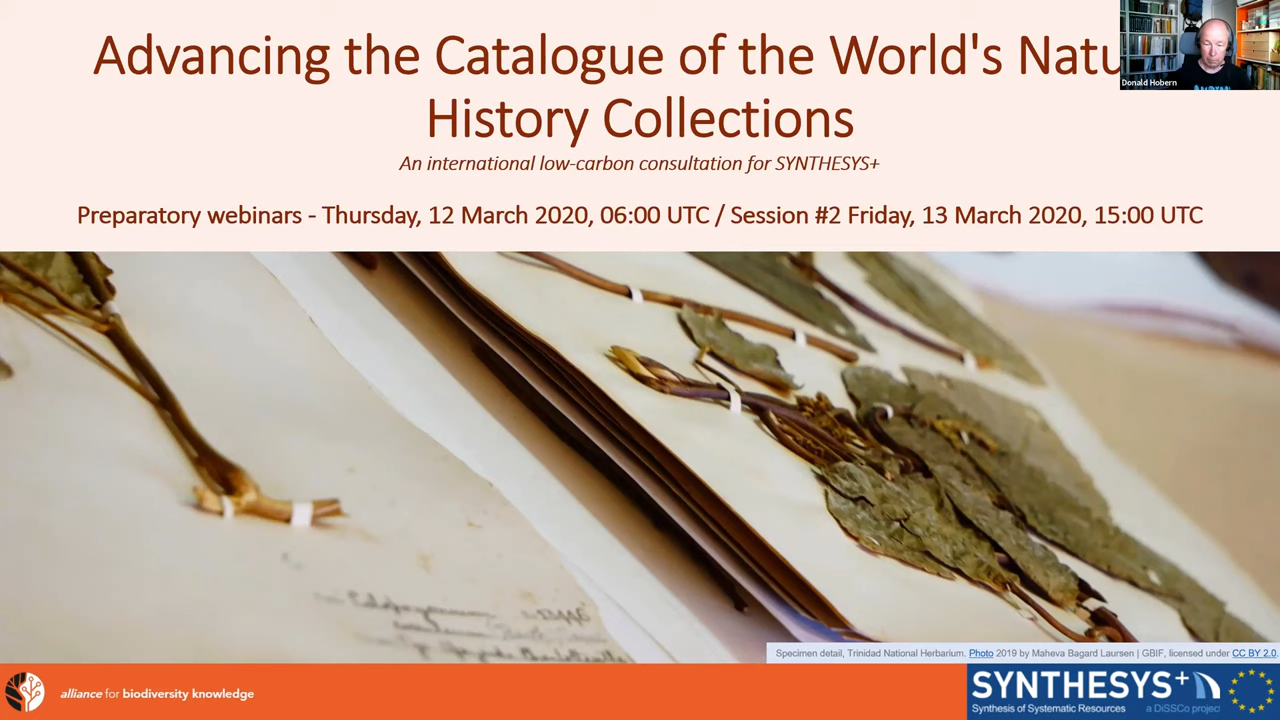 Advancing the Catalogue of the World's Natu
History Collections
An international low-carbon consultation for SYNTHESYS+
Preparatory webinars - Thursday, 12 March 2020, 06:00 UTC / Session #2 Friday, 13 March 2020, 15:00 UTC
Donald Hobern
Specimen detail, Trinidad National Herbarium. Photo 2019 by Maheva Bagard Laursen | GBIF, licensed under CC BY 2.0.
alliance for biodiversity knowledge
SYNTHESYS+
Synthesis of Systematic Resources
a DiSSCo project